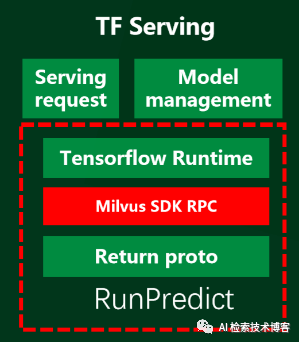 TF Serving
Serving
request
Model
management
Tensorflow Runtime
Milvus SDK RPC
Return proto
RunPredict
AI 检索技术博客